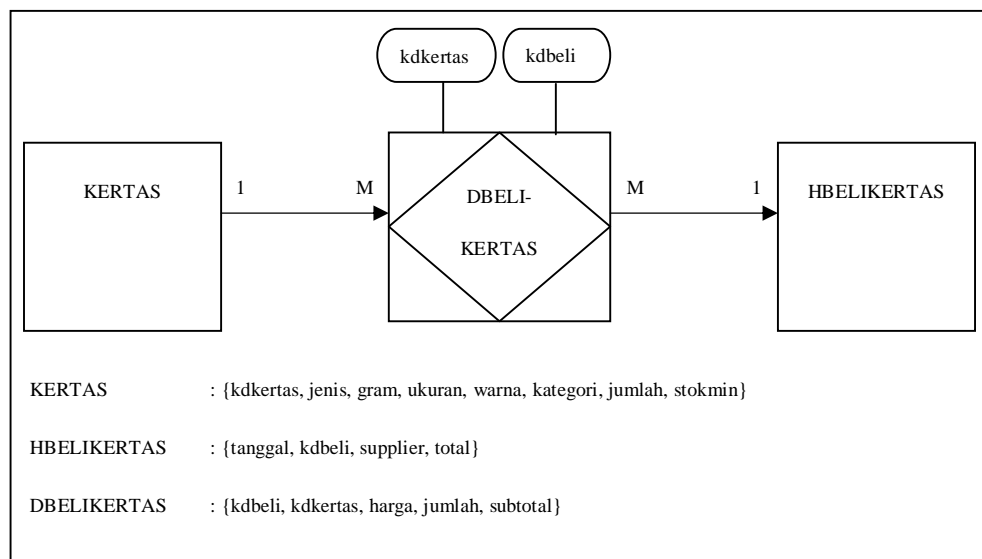 kdkertas kdbeli
KERTAS 1 M DBELI- M 1 HBELIKERTAS
KERTAS
KERTAS : {kdkertas, jenis, gram, ukuran, warna, kategori, jumlah, stokmin}
HBELIKERTAS : {tanggal, kdbeli, supplier, total}
DBELIKERTAS : {kdbeli, kdkertas, harga, jumlah, subtotal}